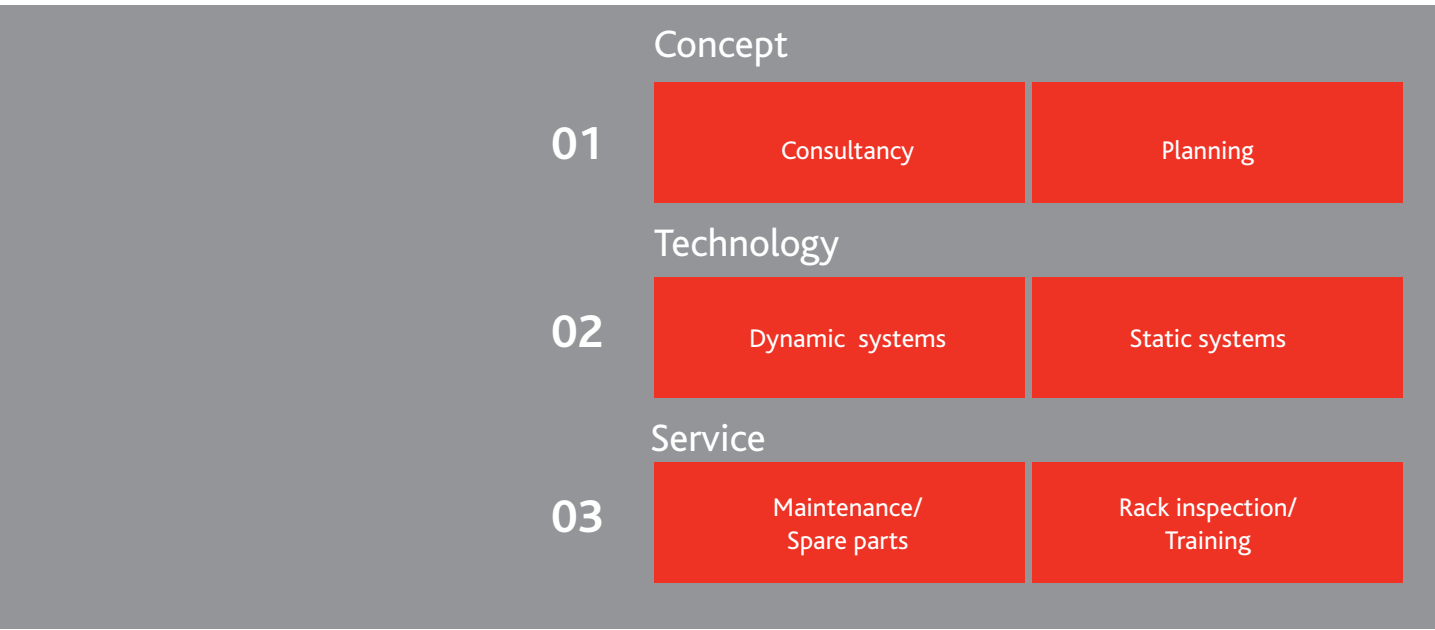 Concept
01
Consultancy
Planning
Technology
02
Dynamic systems
Static systems
Service
03
Maintenance/
Spare parts
Rack inspection/
Training